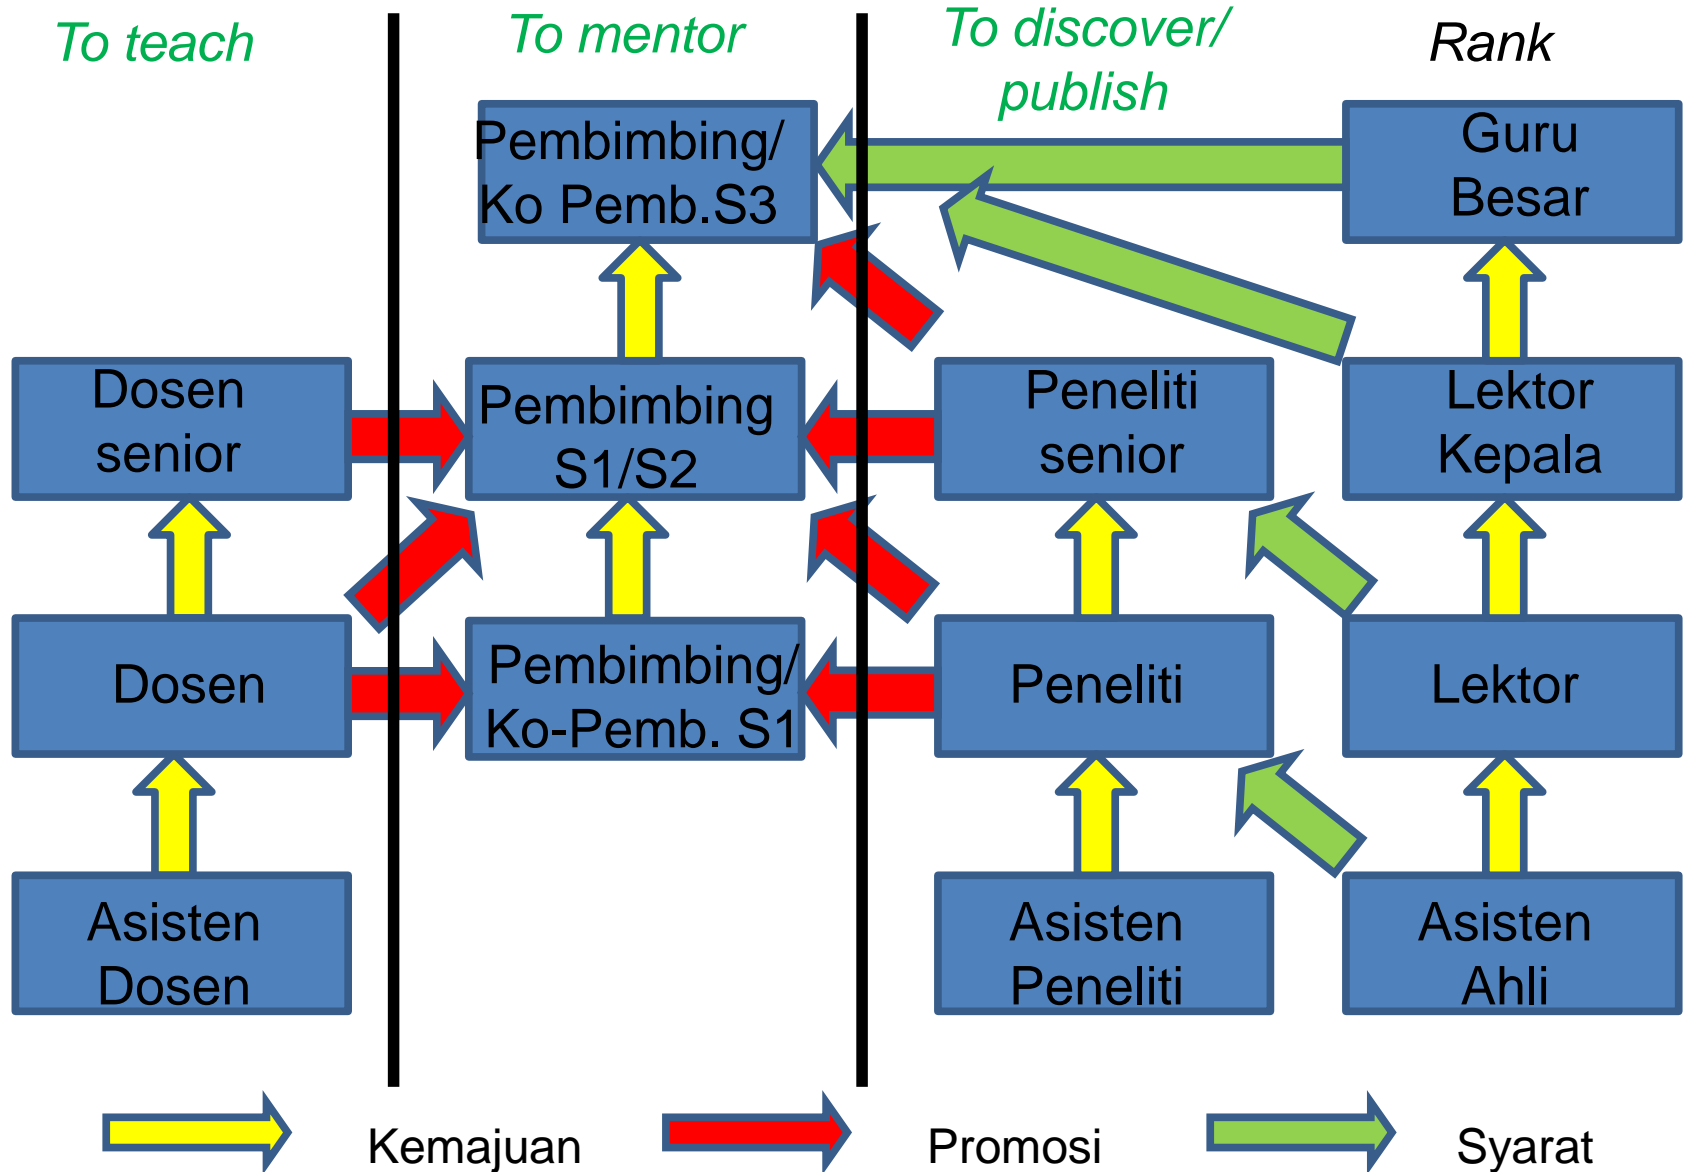 To teach
To mentor
To discover/
publish
Rank
Pembimbing/
Ko Pemb.S3
Guru
Besar
Dosen
senior
Pembimbing
S1/S2
Peneliti
senior
Lektor
Kepala
Dosen
Pembimbing/
Ko-Pemb. S1
Peneliti
Lektor
Asisten
Dosen
Asisten
Peneliti
Asisten
Ahli
Kemajuan
Promosi
Syarat